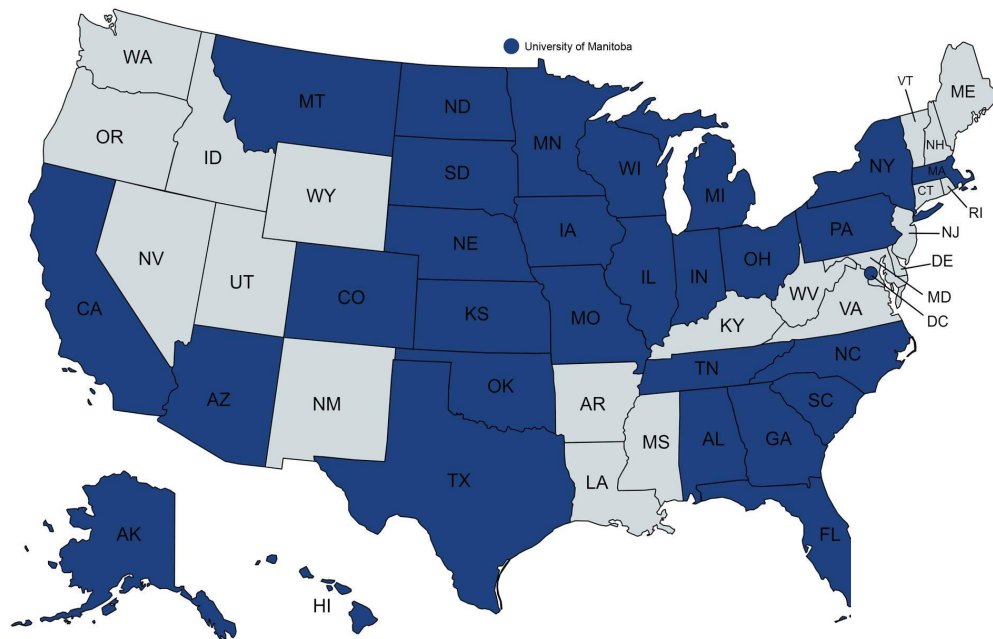 University of Manitoba
WA
MT
ND
MN
VT
ME
OR
ID
SD
WI
NH
NY
MA
WY
MI
CT
RI
NV
UT
NE
IA
PA
NJ
CA
CO
IL
IN
OH
DE
KS
MO
WV
MD
KY
VA
DC
AZ
NM
OK
AR
TN
NC
SC
MS
AL
GA
TX
LA
FL
AK
HI